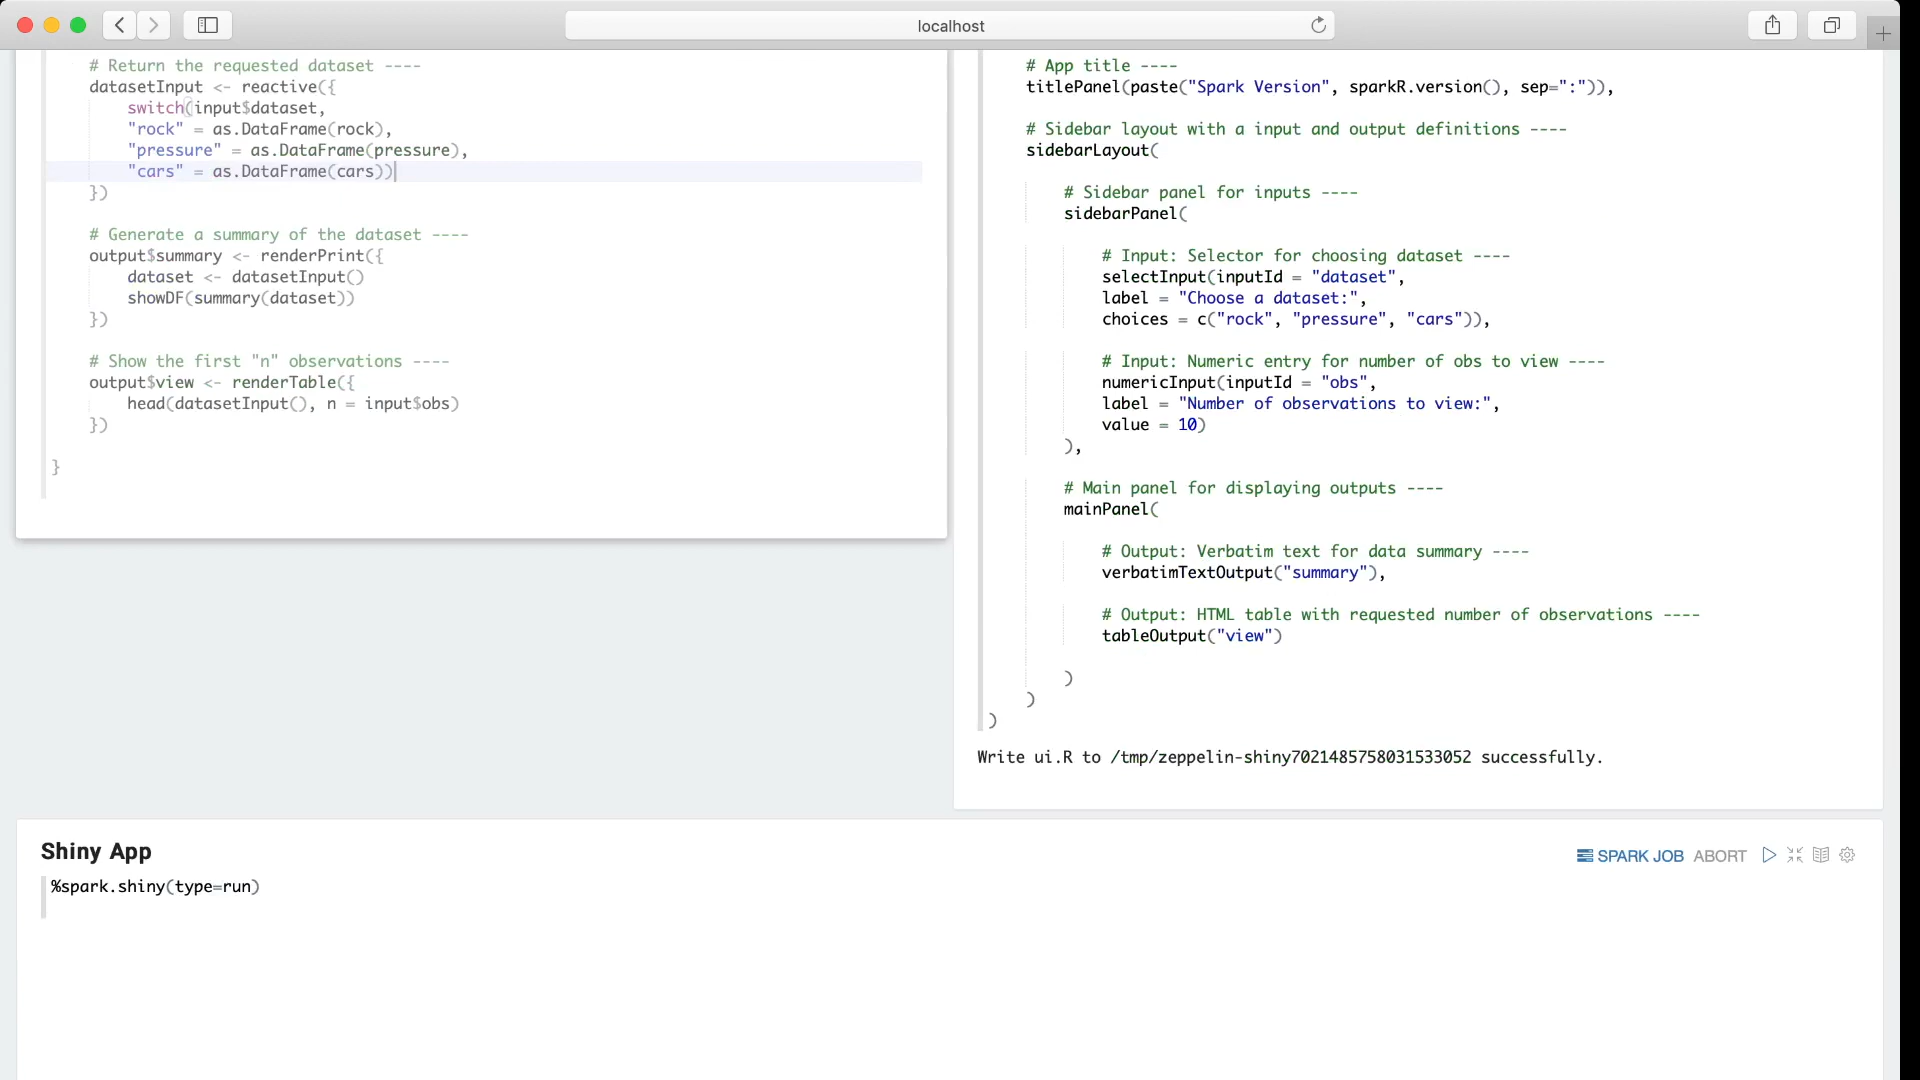 localhost
# Return the requested dataset ----
datasetInput <- reactive({
switch(input$dataset,
"rock" = as.DataFrame(rock),
"pressure" = as.DataFrame(pressure),
"cars" = as.DataFrame(cars))
})
# Generate a summary of the dataset ----
output$summary <- renderPrint({
dataset <- datasetInput()
showDF(summary(dataset))
})
# Show the first "n" observations ----
output$view <- renderTable({
head(datasetInput(), n = input$obs)
})
}
# App title ----
titlePanel(paste("Spark Version", sparkR.version(), sep=":")),
# Sidebar layout with a input and output definitions ----
sidebarLayout(
# Sidebar panel for inputs ----
sidebarPanel(
# Input: Selector for choosing dataset ----
selectInput(inputId = "dataset",
label = "Choose a dataset:",
choices = c("rock", "pressure", "cars")),
# Input: Numeric entry for number of obs to view ----
numericInput(inputId = "obs",
label = "Number of observations to view:",
value = 10)
),
# Main panel for displaying outputs ----
mainPanel(
# Output: Verbatim text for data summary ----
verbatimTextOutput("summary"),
# Output: HTML table with requested number of observations ----
tableOutput("view")
)
)
)
Write ui.R to /tmp/zeppelin-shiny7021485758031533052 successfully.
Shiny App
SPARK JOB ABORT
%spark.shiny(type=run)